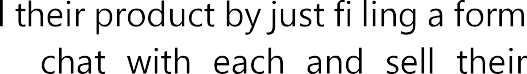 l their product by just fi ling a form
chat with each and sell their